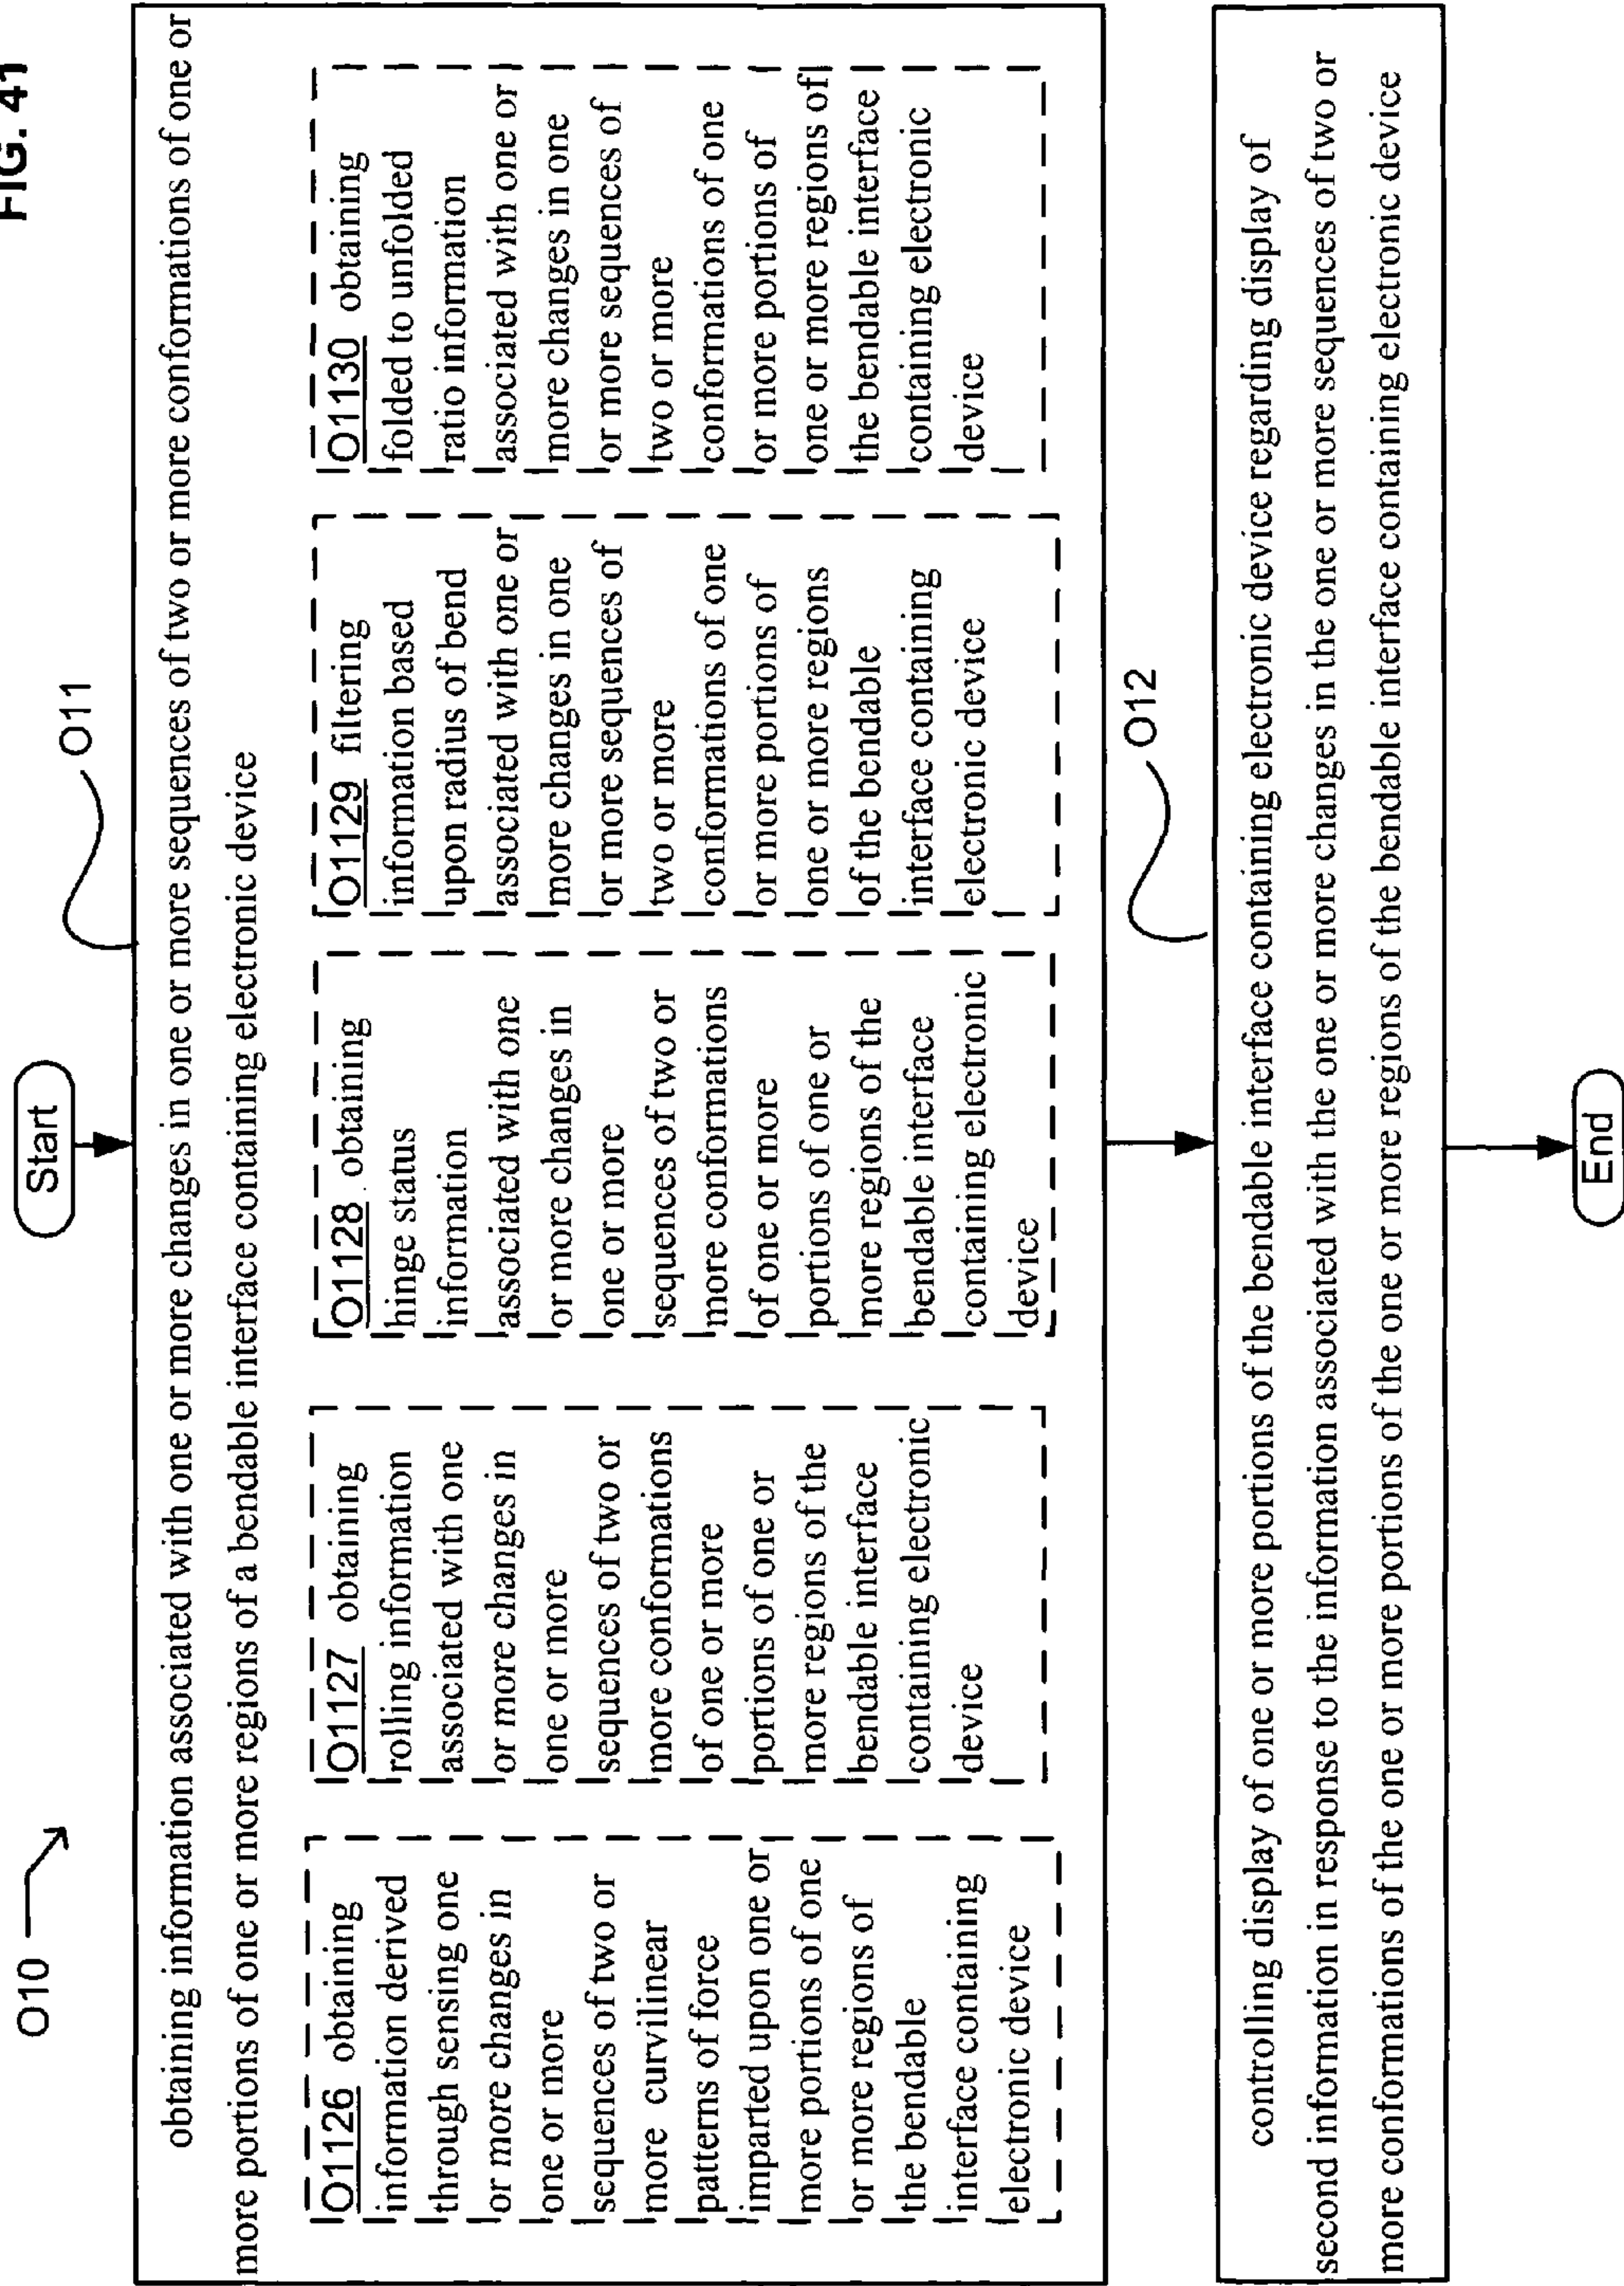 FIG. 41
O10
Start
O11
obtaining information associated with one or more changes in one or more sequences of two or more conformations of one or
more portions of one or more regions of a bendable interface containing electronic device
O1126 obtaining
information derived
through sensing one
or more changes in
one or more
sequences of two or
more curvilinear
patterns of force
imparted upon one or
more portions of one
or more regions of
the bendable
interface containing
electronic device
O1127 obtaining
rolling information
associated with one
or more changes in
one or more
sequences of two or
more conformations
of one or more
portions of one or
more regions of the
bendable interface
containing electronic
device
O1128 obtaining
hinge status
information
associated with one
or more changes in
one or more
sequences of two or
more conformations
of one or more
portions of one or
more regions of the
bendable interface
containing electronic
device
O1129 filtering
information based
upon radius of bend
associated with one or
more changes in one
or more sequences of
two or more
conformations of one
or more portions of
one or more regions
of the bendable
interface containing
electronic device
O1130 obtaining
folded to unfolded
ratio information
associated with one or
more changes in one
or more sequences of
two or more
conformations of one
or more portions of
one or more regions of
the bendable interface
containing electronic
device
O12
controlling display of one or more portions of the bendable interface containing electronic device regarding display of
second information in response to the information associated with the one or more changes in the one or more sequences of two or
more conformations of the one or more portions of the one or more regions of the bendable interface containing electronic device
End